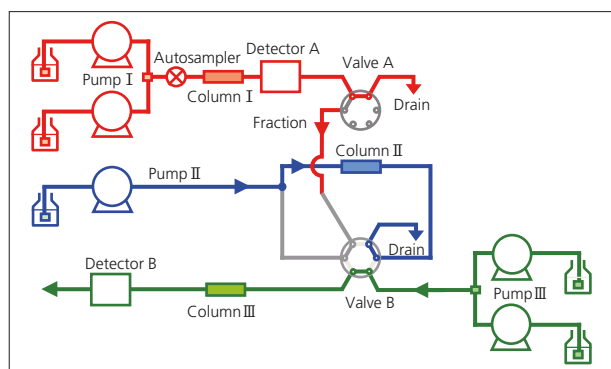 Detector A
Autosampler
Valve A
Pump Ⅰ
Column Ⅰ
Drain
Fraction
Column Ⅱ
Pump Ⅱ
Drain
Detector B
Valve B
Pump Ⅲ
Column Ⅲ